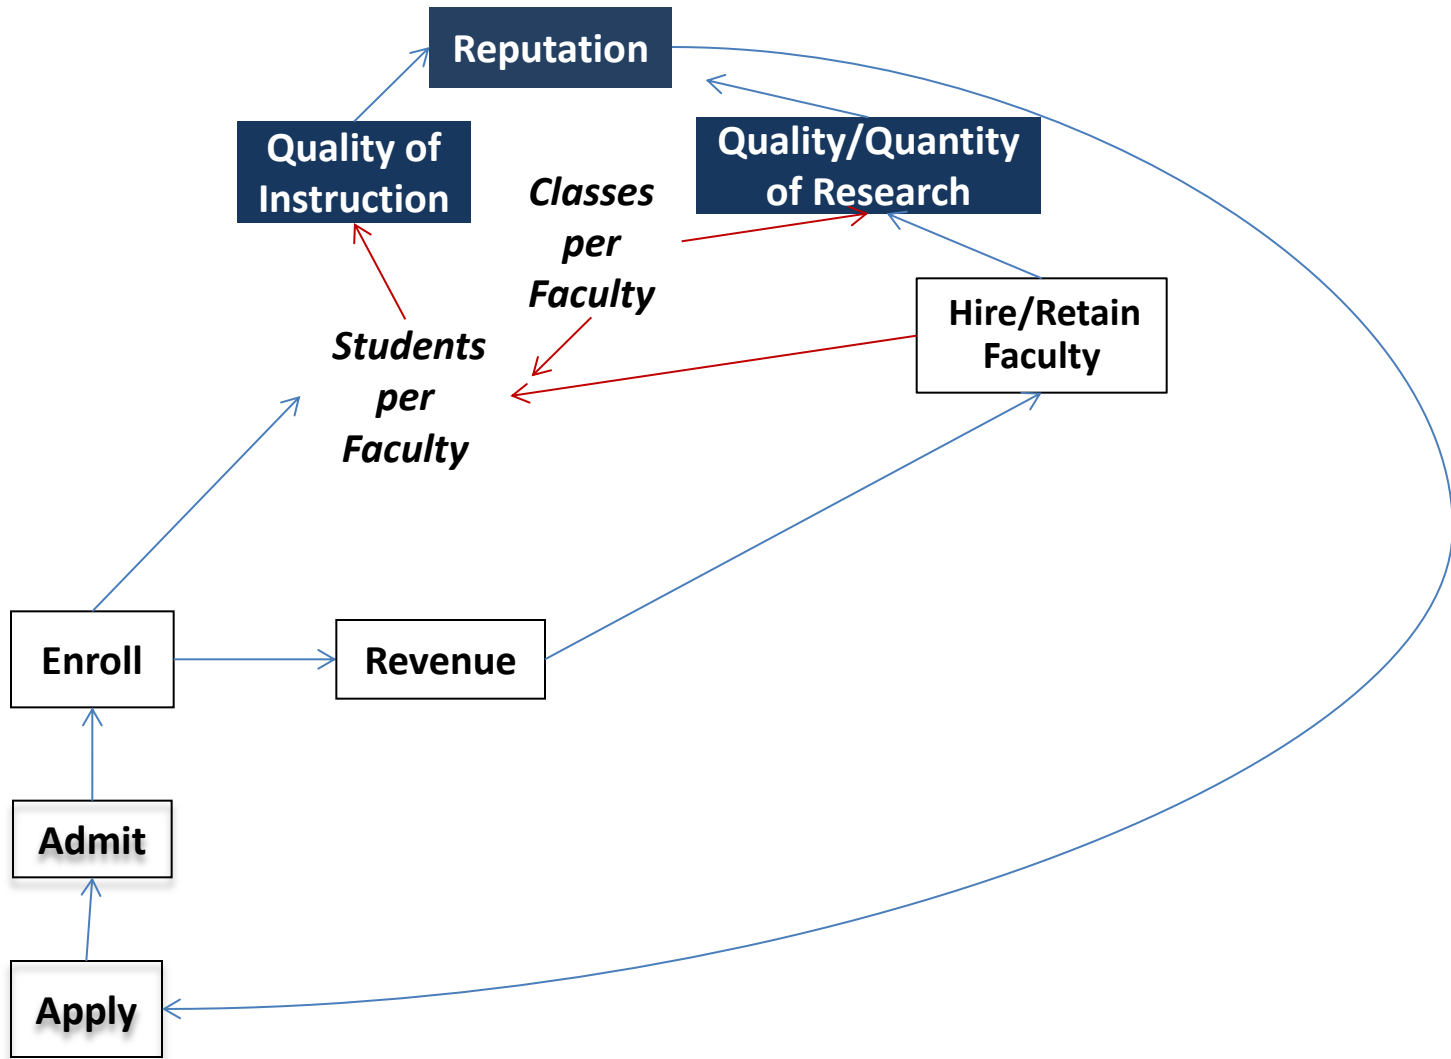 Reputation
Quality of
Instruction
Quality/Quantity
of Research
Classes
per
Faculty
Hire/Retain
Faculty
Students
per
Faculty
Enroll
Revenue
Admit
Apply